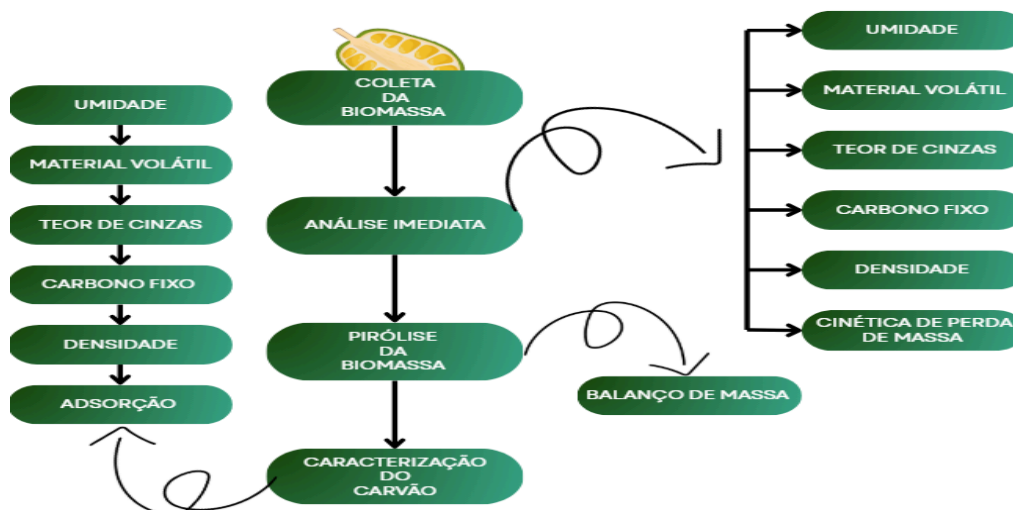 COLETA
DA
BIOMASSA
ANÁLISE IMEDIATA
PIRÓLISE
DA
BIOMASSA
CARACTERIZAÇÃO
DO
CARVÃO
UMIDADE
MATERIAL VOLÁTIL
TEOR DE CINZAS
CARBONO FIXO
DENSIDADE
ADSORÇÃO
BALANÇO DE MASSA
UMIDADE
MATERIAL VOLÁTIL
TEOR DE CINZAS
CARBONO FIXO
DENSIDADE
CINÉTICA DE PERDA
DE MASSA